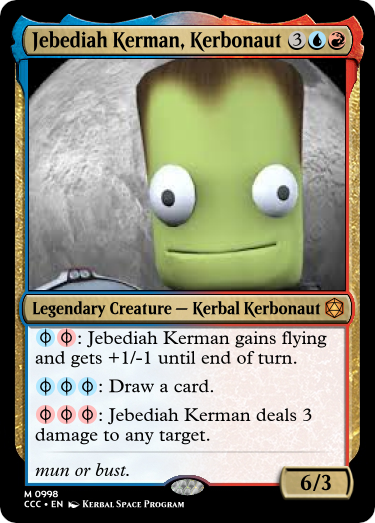 Jebediah Kerman, Kerbonaut 3
Legendary Creature — Kerbal Kerbonaut
: Jebediah Kerman gains flying
and gets +1/-1 until end of turn.
: Draw a card.
: Jebediah Kerman deals 3
damage to any target.
mun or bust.
6/3
M 0998
CCC • EN Kerbal Space Program